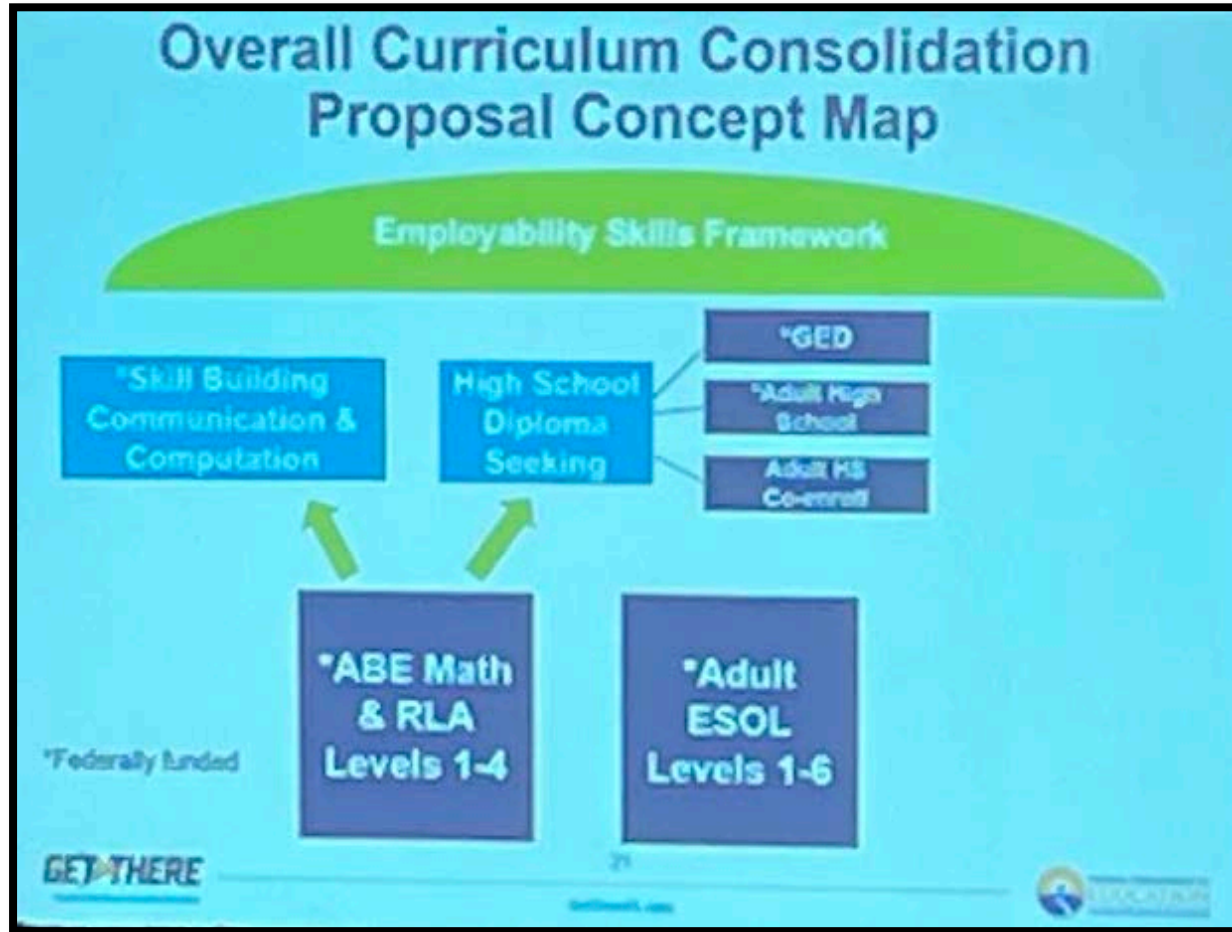 Overall Curriculum Consolidation
Proposal Concept Map
Employability Skills Framework
*Skill Building
Communication &
Computation
High School
Diploma
Seeking
*GED
*Adult High
School
Adult HS
Co-enroll
*ABE Math
& RLA
Levels 1-4
*Adult
ESOL
Levels 1-6
*Federally funded
GET THERE
21
EDUCATION